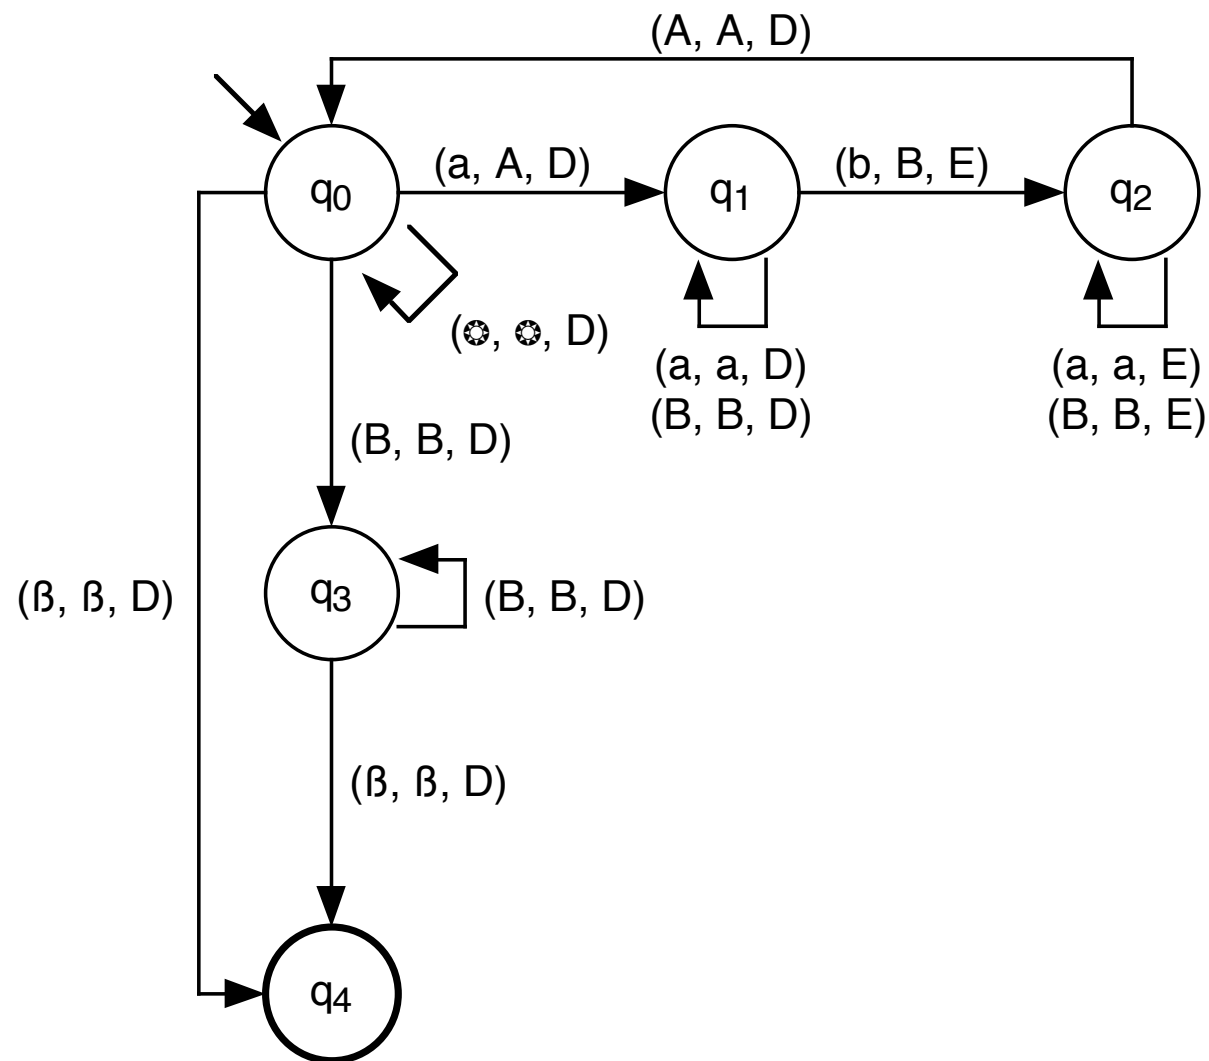 (A, A, D)
q0 (a, A, D) q1 (b, B, E) q2
(❂, ❂, D)
(a, a, D) (a, a, E)
(B, B, D) (B, B, E)
(B, B, D)
(ß, ß, D) q3 (B, B, D)
(ß, ß, D)
q4